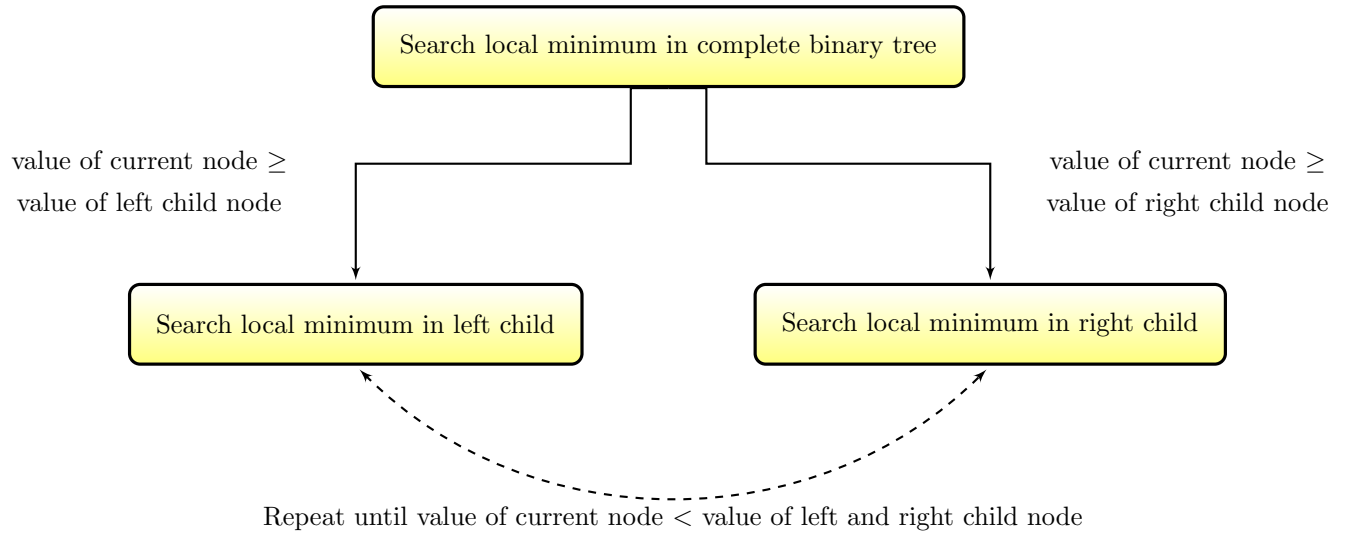 Search local minimum in complete binary tree
value of current node ≥
value of left child node
value of current node ≥
value of right child node
Search local minimum in left child
Search local minimum in right child
Repeat until value of current node < value of left and right child node